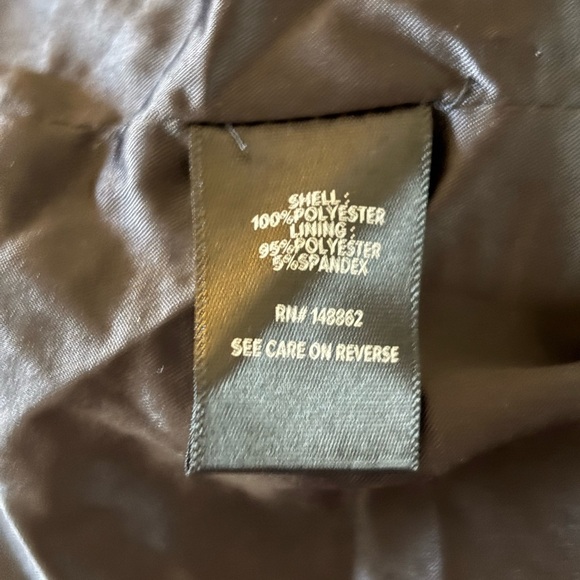 SHELL:
100%POLYESTER
LINING:
95%POLYESTER
5%SPANDEX
RN# 148862
SEE CARE ON REVERSE